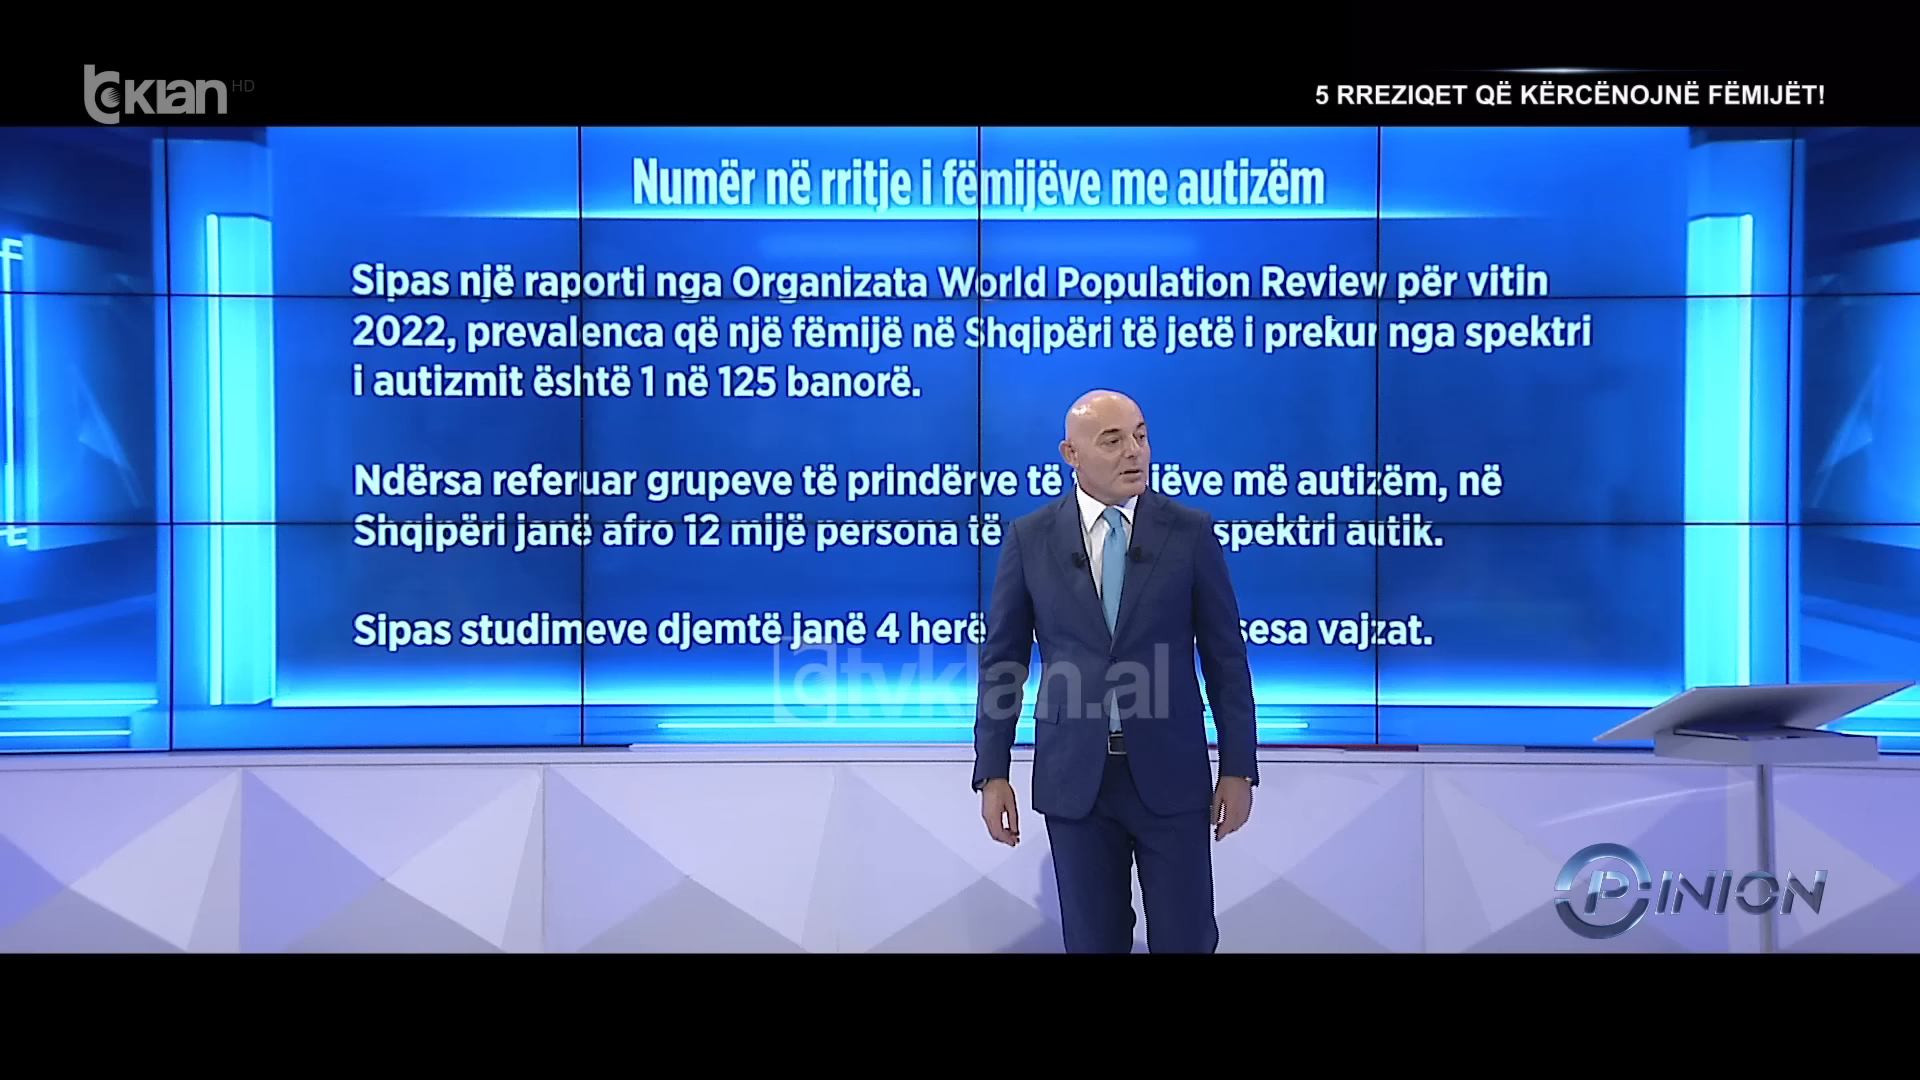 tvklan HD
5 RREZIQET QË KËRCËNOJNË FËMIJËT!
Numër në rritje i fëmijëve me autizëm
Sipas një raporti nga Organizata World Population Review për vitin
2022, prevalenca që një fëmijë në Shqipëri të jetë i prekur nga spektri
i autizmit është 1 në 125 banorë.
Ndërsa referuar grupeve të prindërve të më autizëm, në
Shqipëri janë afro 12 mijë persona të spektri autik.
Sipas studimeve djemtë janë 4 herë sesa vajzat.
tvklan.al
OPINION